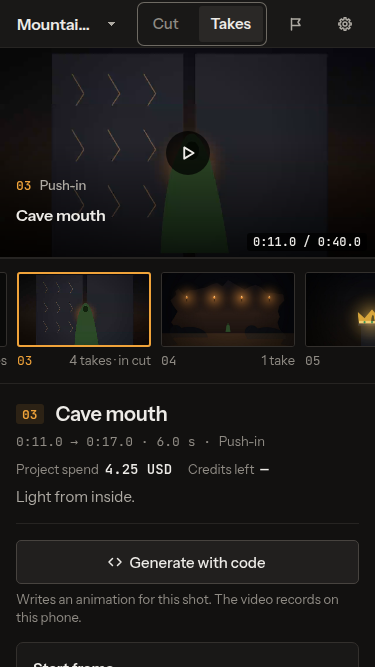 Mountai...
Cut Takes
03 Push-in
Cave mouth
0:11.0 / 0:40.0
s 03 4 takes · in cut 04 1 take 05
03 Cave mouth
0:11.0 → 0:17.0 · 6.0 s · Push-in
Project spend 4.25 USD Credits left —
Light from inside.
Generate with code
Writes an animation for this shot. The video records on
this phone.
Start frame